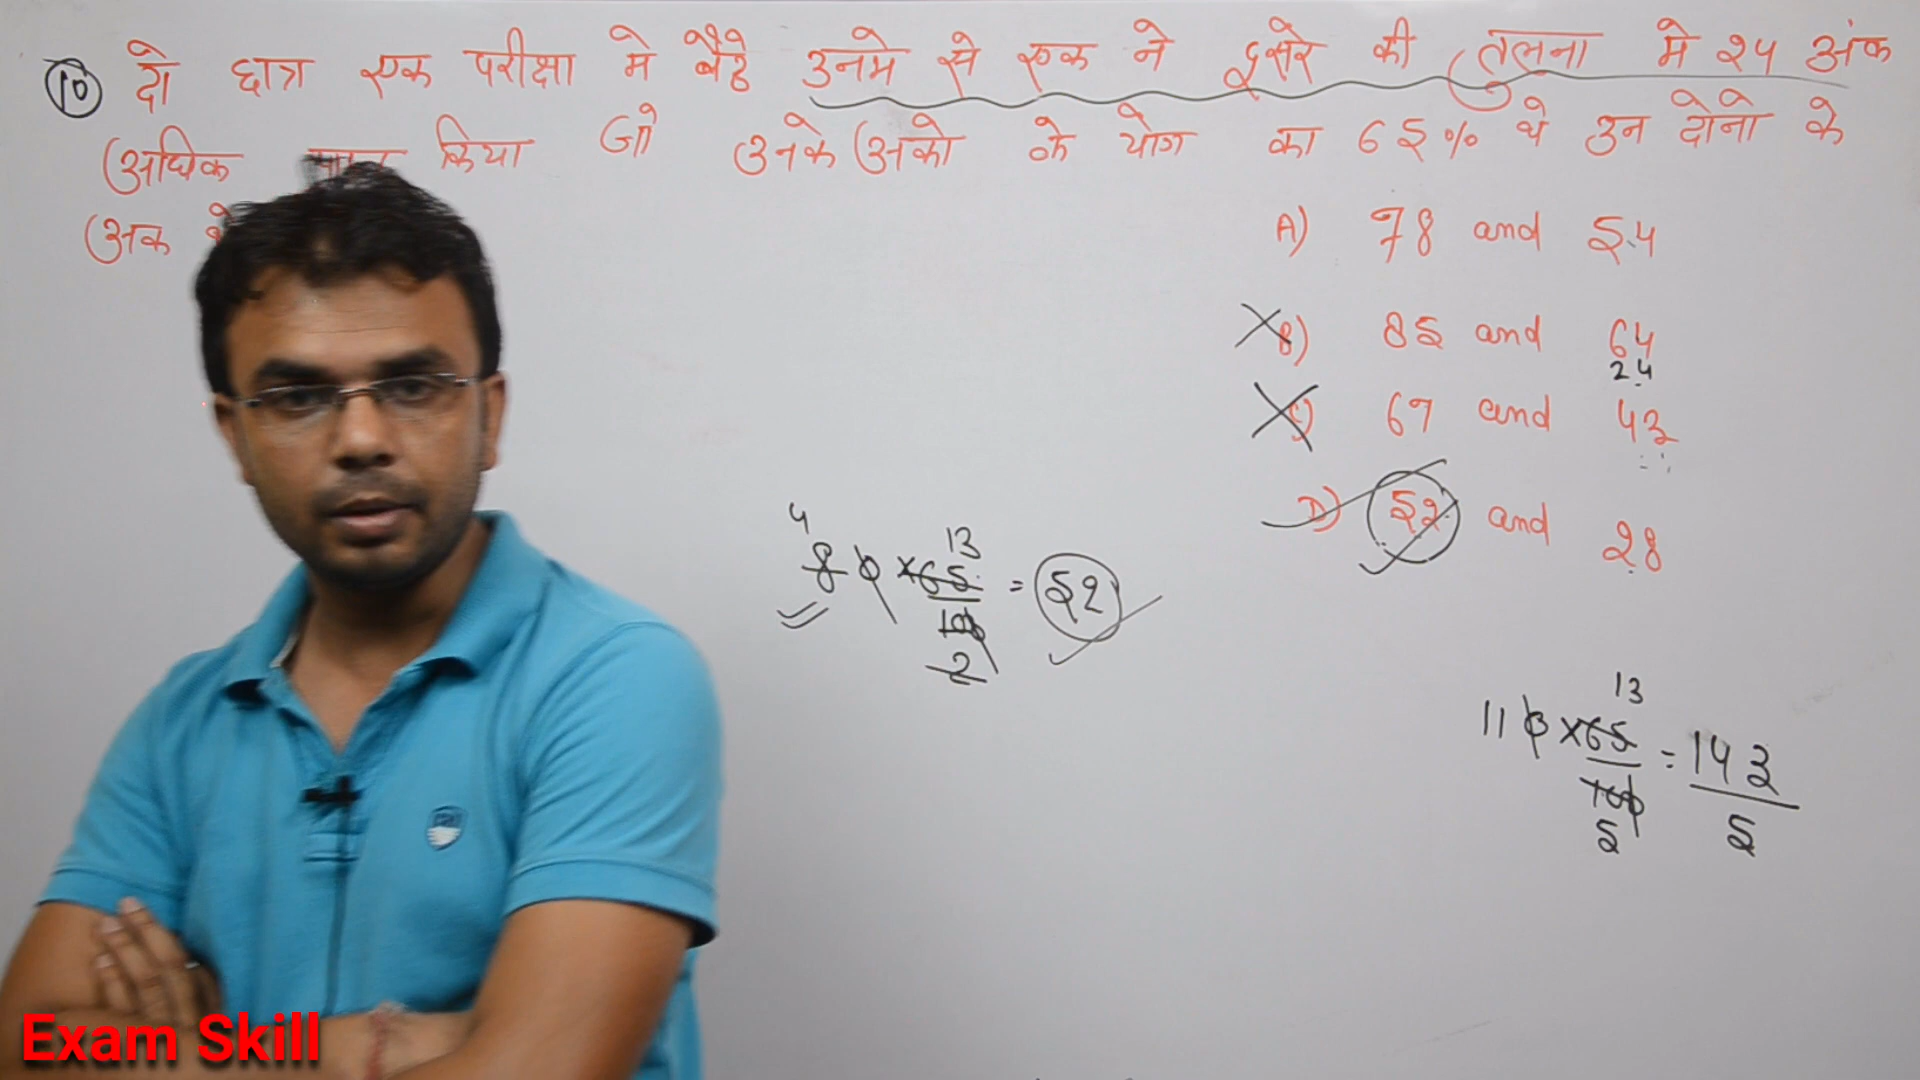 10 दो छात्र एक परीक्षा मे बैठे उनमे से एक ने दूसरे की तुलना मे २५ अंक
अधिक किया जो उनके अंको के योग का 65% थे उन दोनो के
अंक
A) 78 and 54
B) 85 and 64
24
C) 67 and 43
D) 52 and 28
4 13
80 × 65 = 52
100
2
13
110 × 65 = 143
100 5
5
Exam Skill